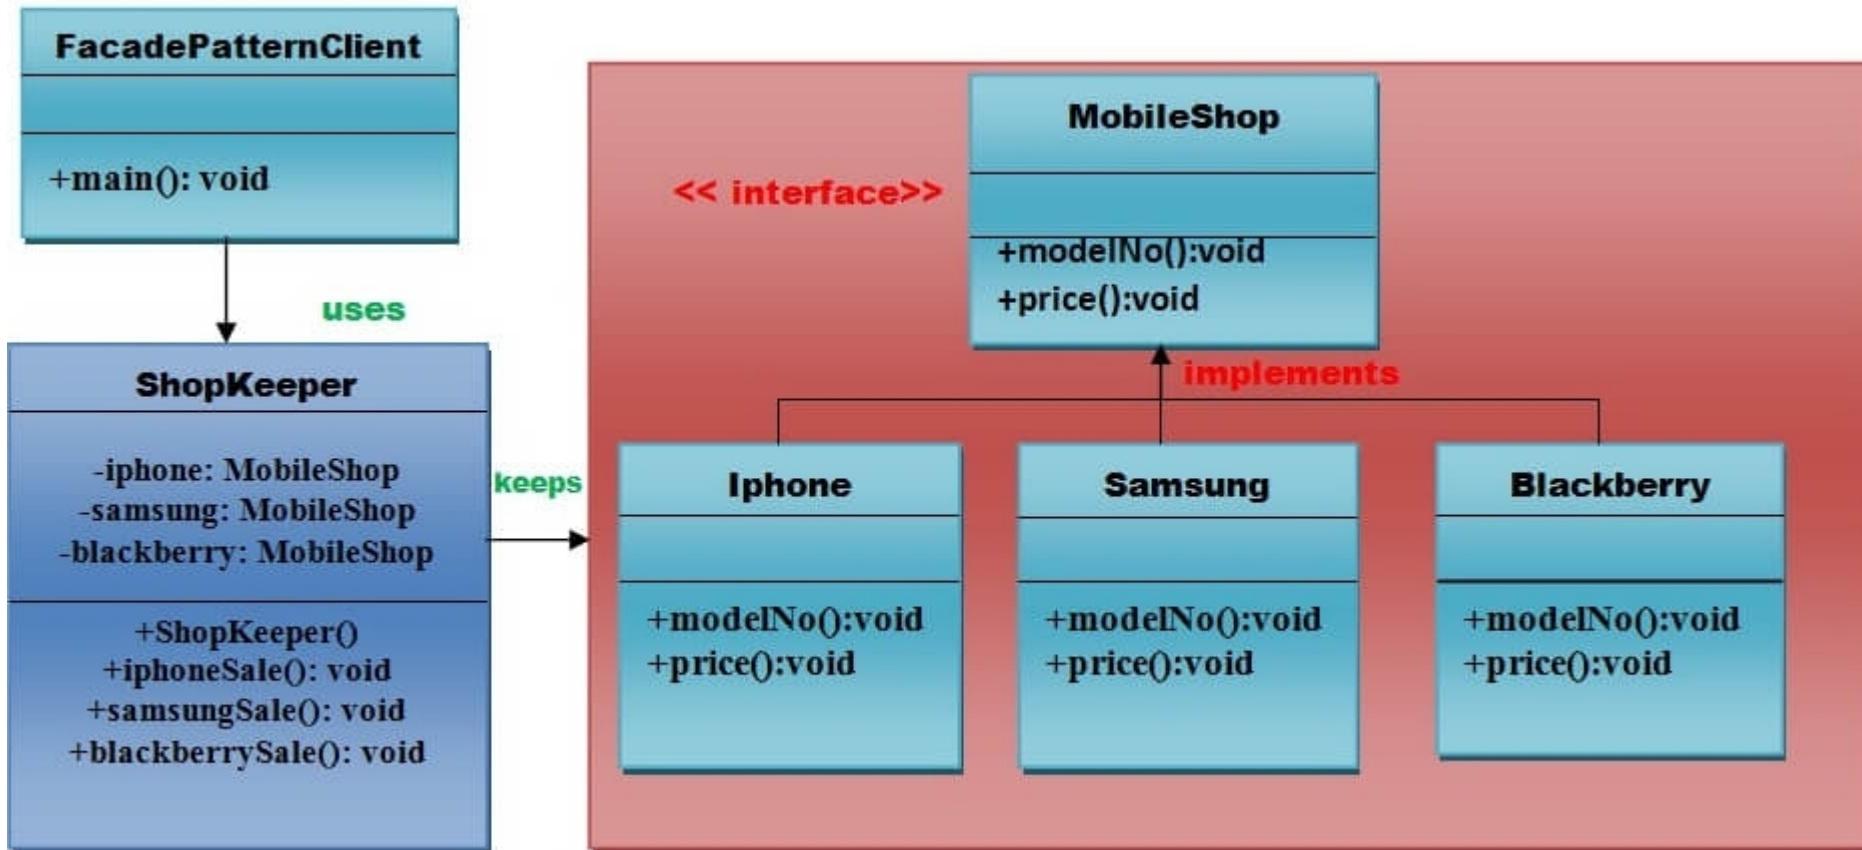 FacadePatternClient
+main(): void
uses
ShopKeeper
-iphone: MobileShop
-samsung: MobileShop
-blackberry: MobileShop
+ShopKeeper()
+iphoneSale(): void
+samsungSale(): void
+blackberrySale(): void
keeps
MobileShop
<< interface>>
+modelNo():void
+price():void
implements
Iphone
+modelNo():void
+price():void
Samsung
+modelNo():void
+price():void
Blackberry
+modelNo():void
+price():void